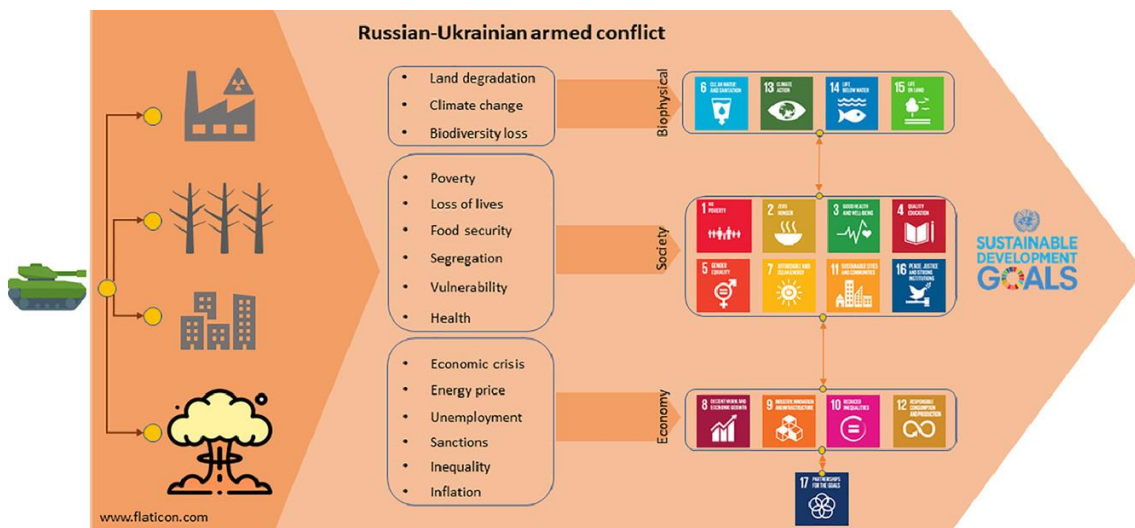 Russian-Ukrainian armed conflict
• Land degradation
• Climate change
• Biodiversity loss
Biophysical
6 CLEAN WATER
AND SANITATION
13 CLIMATE
ACTION
14 LIFE
BELOW WATER
15 LIFE
ON LAND
• Poverty
• Loss of lives
• Food security
• Segregation
• Vulnerability
• Health
Society
1 NO
POVERTY
2 ZERO
HUNGER
3 GOOD HEALTH
AND WELL-BEING
4 QUALITY
EDUCATION
5 GENDER
EQUALITY
7 AFFORDABLE AND
CLEAN ENERGY
11 SUSTAINABLE CITIES
AND COMMUNITIES
16 PEACE, JUSTICE
AND STRONG
INSTITUTIONS
SUSTAINABLE
DEVELOPMENT
GOALS
• Economic crisis
• Energy price
• Unemployment
• Sanctions
• Inequality
• Inflation
Economy
8 DECENT WORK AND
ECONOMIC GROWTH
9 INDUSTRY, INNOVATION
AND INFRASTRUCTURE
10 REDUCED
INEQUALITIES
12 RESPONSIBLE
CONSUMPTION
AND PRODUCTION
17 PARTNERSHIPS
FOR THE GOALS
www.flaticon.com